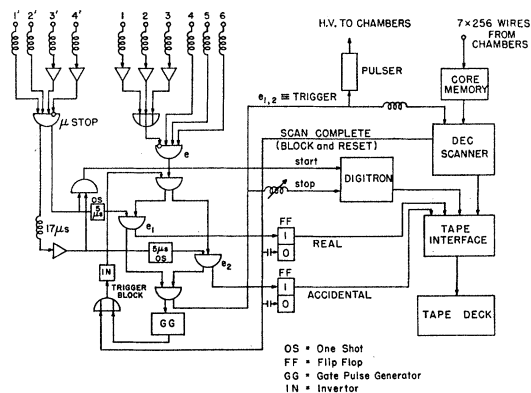 1' 2' 3' 4' 1 2 3 4 5 6
H.V. TO CHAMBERS
7×256 WIRES
FROM
CHAMBERS
PULSER
CORE
MEMORY
μ STOP
e₁,₂ ≡ TRIGGER
SCAN COMPLETE
(BLOCK AND RESET)
DEC
SCANNER
e
start
DIGITRON
stop
OS
5
μs
17μs
e₁
FF
1
REAL
0
TAPE
INTERFACE
5μs
OS
e₂
IN
TRIGGER
BLOCK
FF
1
ACCIDENTAL
0
GG
TAPE DECK
OS = One Shot
FF = Flip Flop
GG = Gate Pulse Generator
IN = Invertor